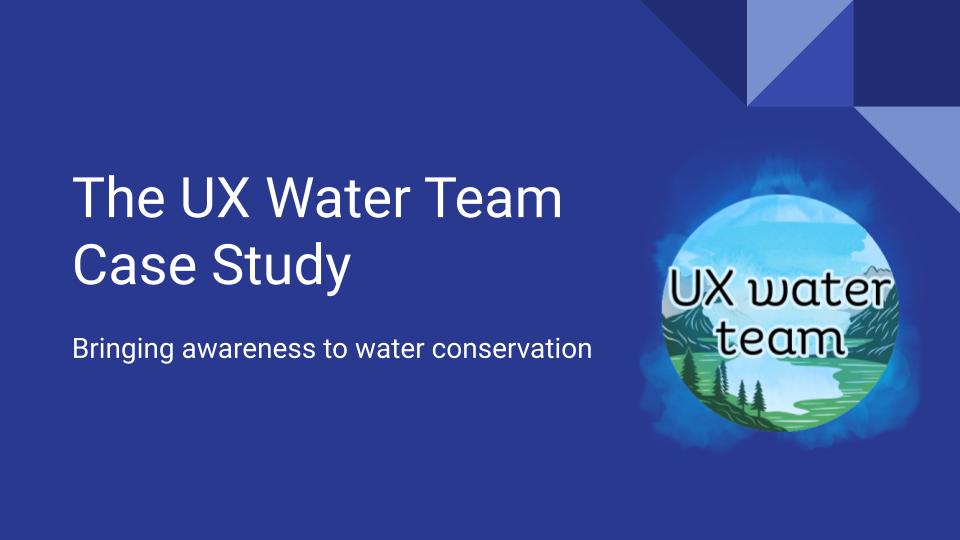 The UX Water Team
Case Study
Bringing awareness to water conservation
UX water
team